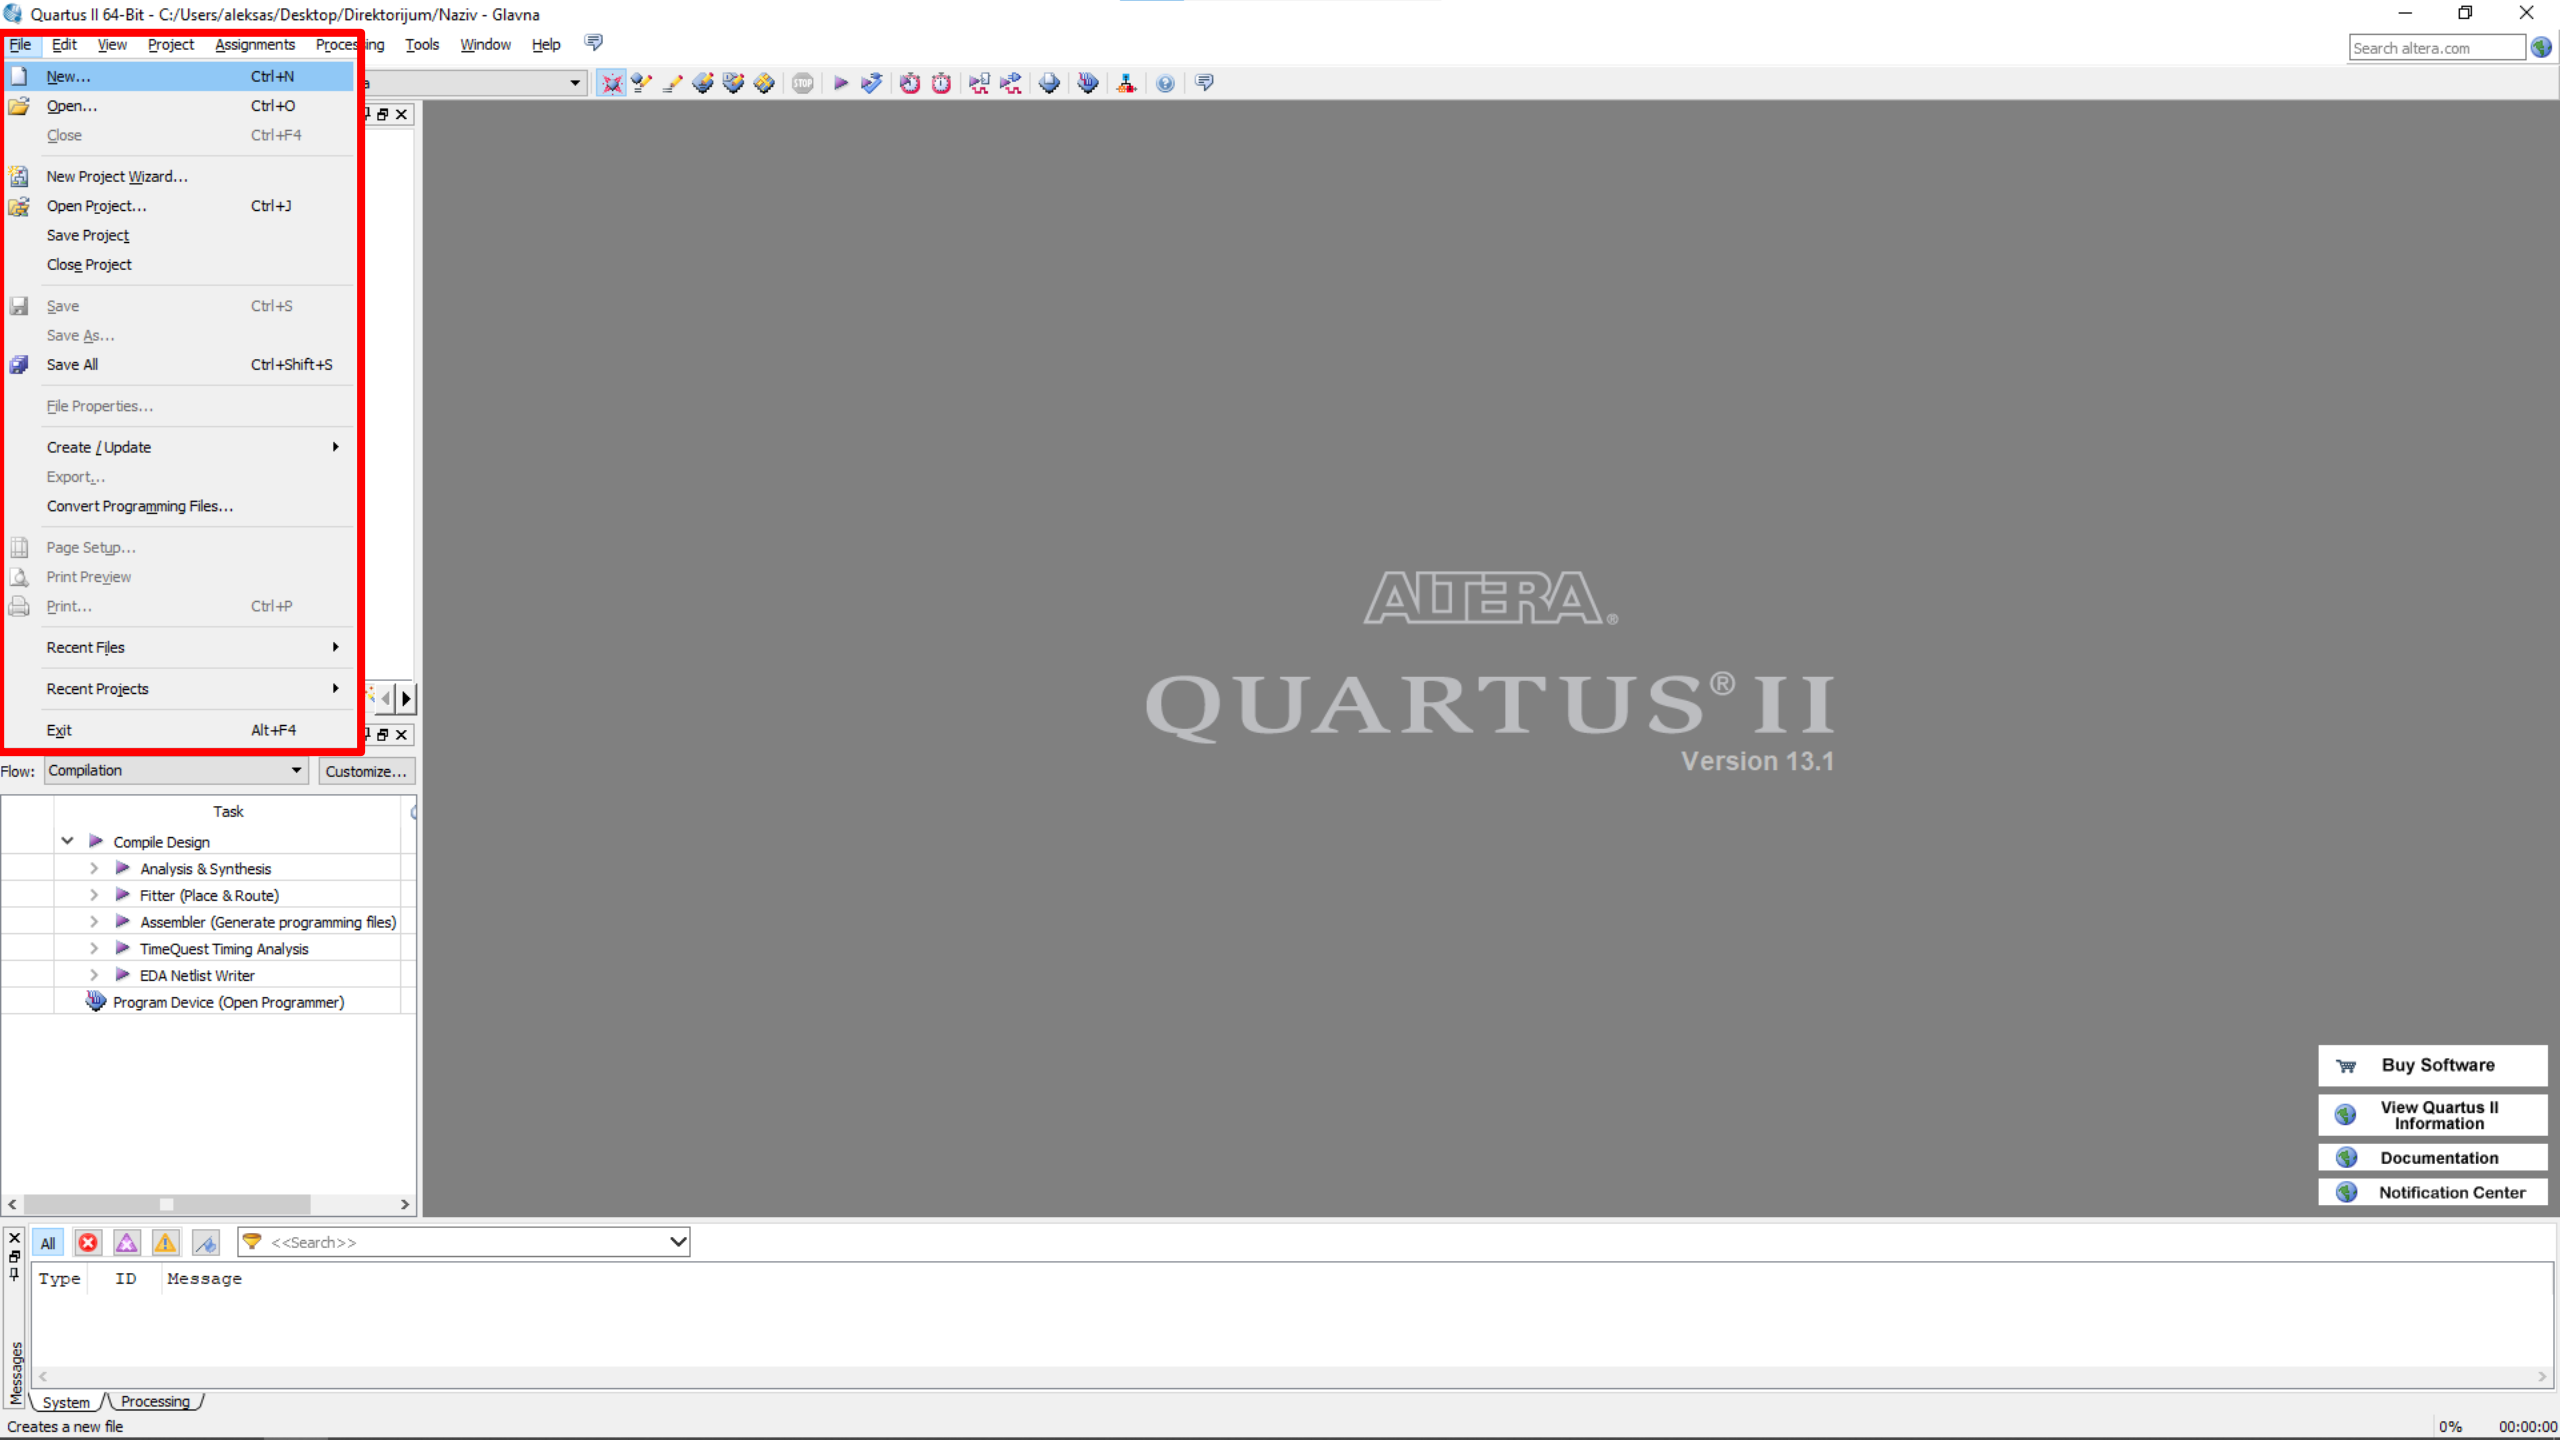 Quartus II 64-Bit - C:/Users/aleksas/Desktop/Direktorijum/Naziv - Glavna
File Edit View Project Assignments Processing Tools Window Help
Search altera.com
New... Ctrl+N
Open... Ctrl+O
Close Ctrl+F4
New Project Wizard...
Open Project... Ctrl+J
Save Project
Close Project
Save Ctrl+S
Save As...
Save All Ctrl+Shift+S
File Properties...
Create / Update
Export...
Convert Programming Files...
Page Setup...
Print Preview
Print... Ctrl+P
Recent Files
Recent Projects
Exit Alt+F4
STOP
ALTERA®
QUARTUS® II
Version 13.1
Flow: Compilation Customize...
Task
Compile Design
Analysis & Synthesis
Fitter (Place & Route)
Assembler (Generate programming files)
TimeQuest Timing Analysis
EDA Netlist Writer
Program Device (Open Programmer)
Buy Software
View Quartus II
Information
Documentation
Notification Center
All <<Search>>
Type ID Message
Messages
System Processing
Creates a new file
0% 00:00:00